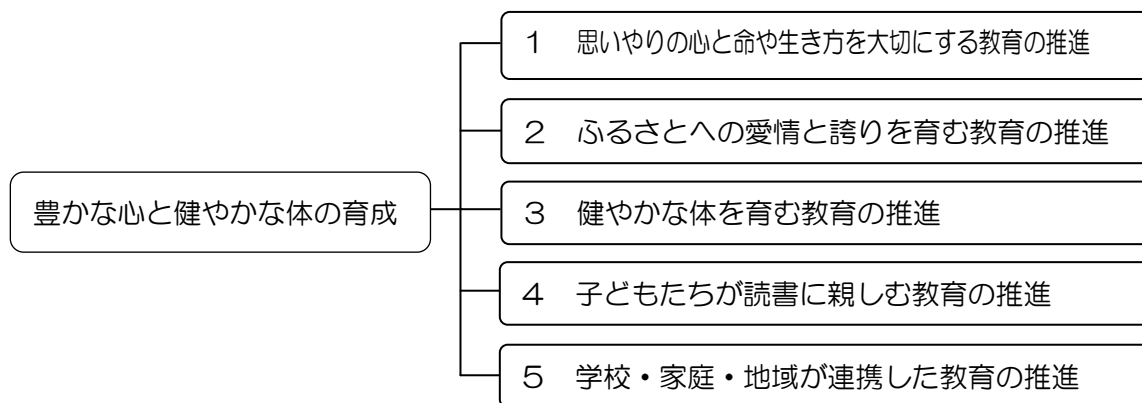 豊かな心と健やかな体の育成
１　思いやりの心と命や生き方を大切にする教育の推進
２　ふるさとへの愛情と誇りを育む教育の推進
３　健やかな体を育む教育の推進
４　子どもたちが読書に親しむ教育の推進
５　学校・家庭・地域が連携した教育の推進